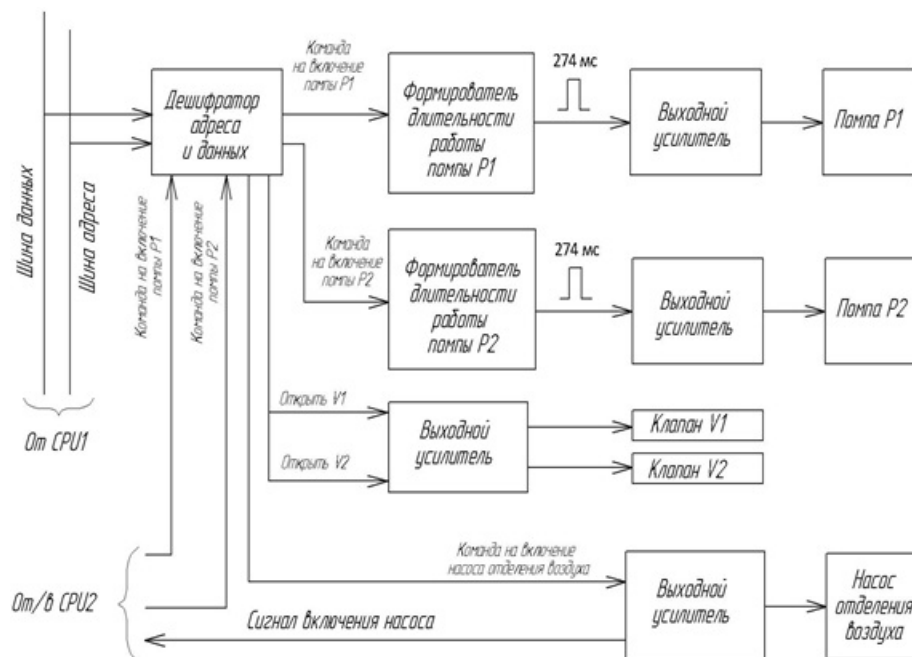 Команда
на включение
помпы P1
274 мс
Дешифратор
адреса
и данных
Формирователь
длительности
работы
помпы P1
Выходной
усилитель
Помпа P1
Шина данных
Шина адреса
Команда на включение
помпы P1
Команда на включение
помпы P2
Команда
на включение
помпы P2
274 мс
Формирователь
длительности
работы
помпы P2
Выходной
усилитель
Помпа P2
От CPU1
Открыть V1
Открыть V2
Выходной
усилитель
Клапан V1
Клапан V2
От/в CPU2
Команда на включение
насоса отделения воздуха
Сигнал включения насоса
Выходной
усилитель
Насос
отделения
воздуха